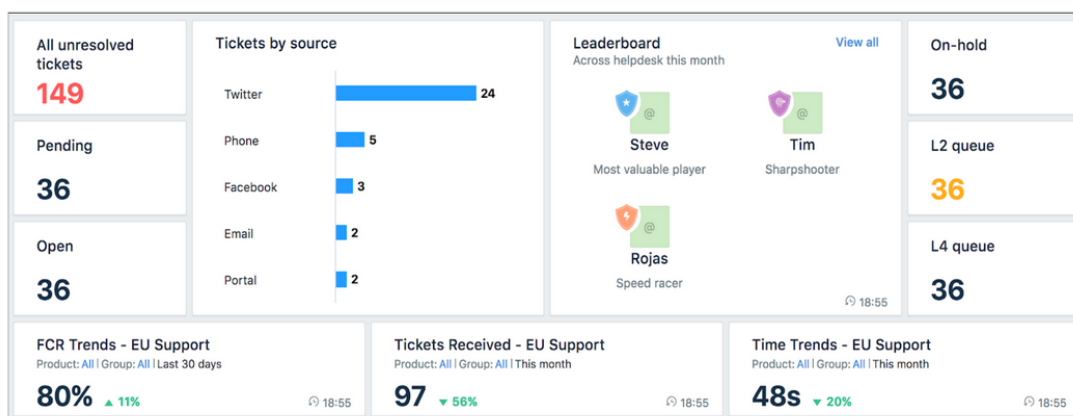 All unresolved
tickets
149
Pending
36
Open
36
Tickets by source
Twitter 24
Phone 5
Facebook 3
Email 2
Portal 2
Leaderboard View all
Across helpdesk this month
@ @
Steve Tim
Most valuable player Sharpshooter
@
Rojas
Speed racer
18:55
On-hold
36
L2 queue
36
L4 queue
36
FCR Trends - EU Support
Product: All | Group: All | Last 30 days
80% ▲ 11% 18:55
Tickets Received - EU Support
Product: All | Group: All | This month
97 ▼ 56% 18:55
Time Trends - EU Support
Product: All | Group: All | This month
48s ▼ 20% 18:55